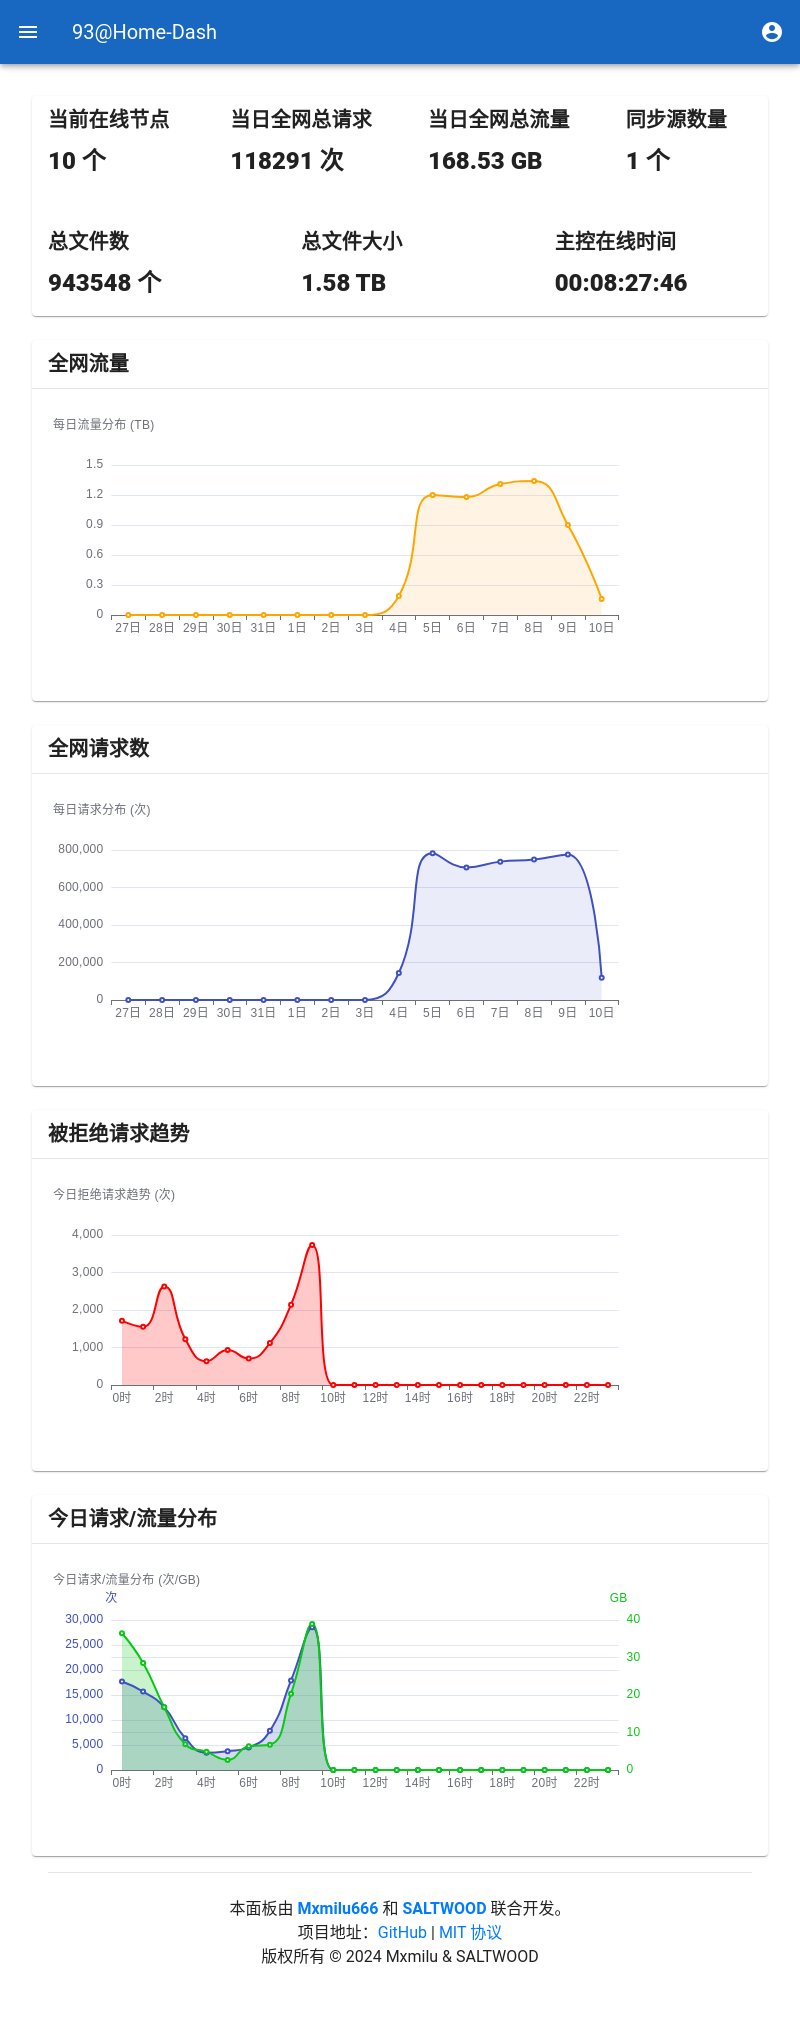 93@Home-Dash
当前在线节点 当日全网总请求 当日全网总流量 同步源数量
10 个 118291 次 168.53 GB 1 个
总文件数 总文件大小 主控在线时间
943548 个 1.58 TB 00:08:27:46
全网流量
每日流量分布 (TB)
1.5
1.2
0.9
0.6
0.3
0
27日 28日 29日 30日 31日 1日 2日 3日 4日 5日 6日 7日 8日 9日 10日
全网请求数
每日请求分布 (次)
800,000
600,000
400,000
200,000
0
27日 28日 29日 30日 31日 1日 2日 3日 4日 5日 6日 7日 8日 9日 10日
被拒绝请求趋势
今日拒绝请求趋势 (次)
4,000
3,000
2,000
1,000
0
0时 2时 4时 6时 8时 10时 12时 14时 16时 18时 20时 22时
今日请求/流量分布
今日请求/流量分布 (次/GB)
次 GB
30,000 40
25,000
20,000 30
15,000 20
10,000 10
5,000
0 0
0时 2时 4时 6时 8时 10时 12时 14时 16时 18时 20时 22时
本面板由 Mxmilu666 和 SALTWOOD 联合开发。
项目地址：GitHub | MIT 协议
版权所有 © 2024 Mxmilu & SALTWOOD